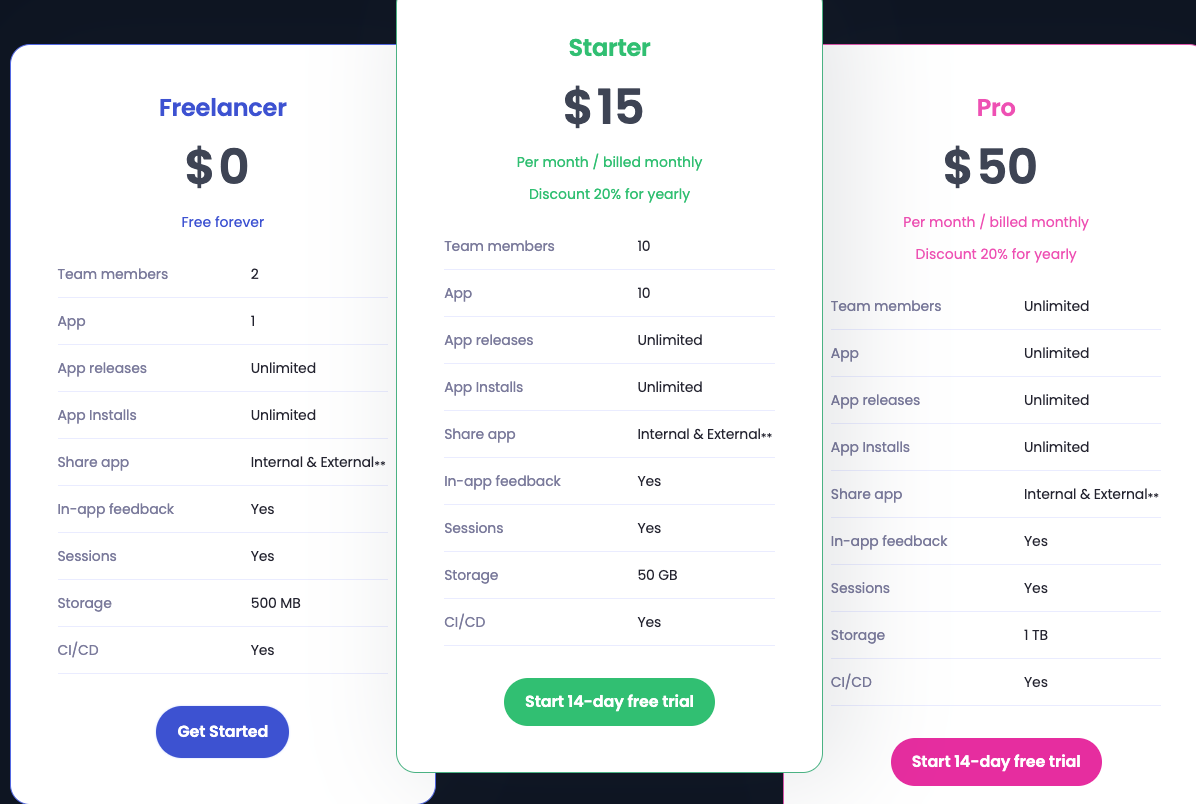 Freelancer
$0
Free forever
Team members 2
App 1
App releases Unlimited
App Installs Unlimited
Share app Internal & External**
In-app feedback Yes
Sessions Yes
Storage 500 MB
CI/CD Yes
Get Started
Starter
$15
Per month / billed monthly
Discount 20% for yearly
Team members 10
App 10
App releases Unlimited
App Installs Unlimited
Share app Internal & External**
In-app feedback Yes
Sessions Yes
Storage 50 GB
CI/CD Yes
Start 14-day free trial
Pro
$50
Per month / billed monthly
Discount 20% for yearly
Team members Unlimited
App Unlimited
App releases Unlimited
App Installs Unlimited
Share app Internal & External**
In-app feedback Yes
Sessions Yes
Storage 1 TB
CI/CD Yes
Start 14-day free trial